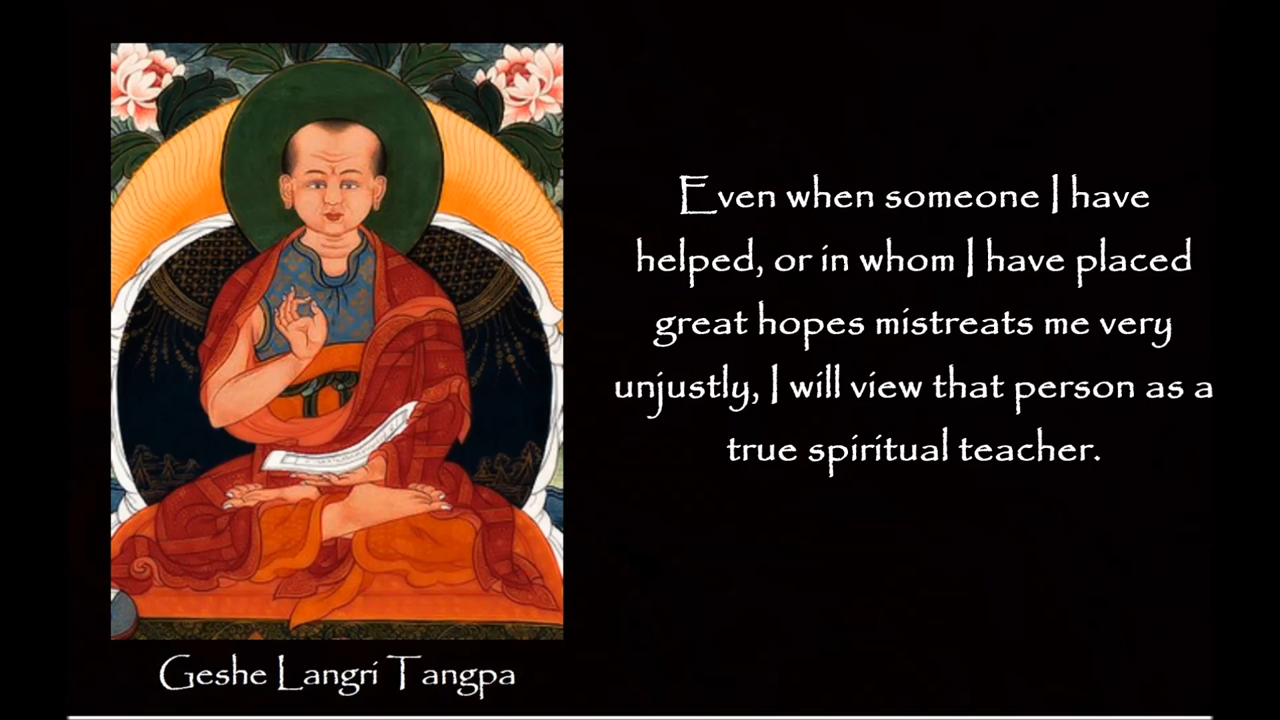 Even when someone I have
helped, or in whom I have placed
great hopes mistreats me very
unjustly, I will view that person as a
true spiritual teacher.
Geshe Langri Tangpa